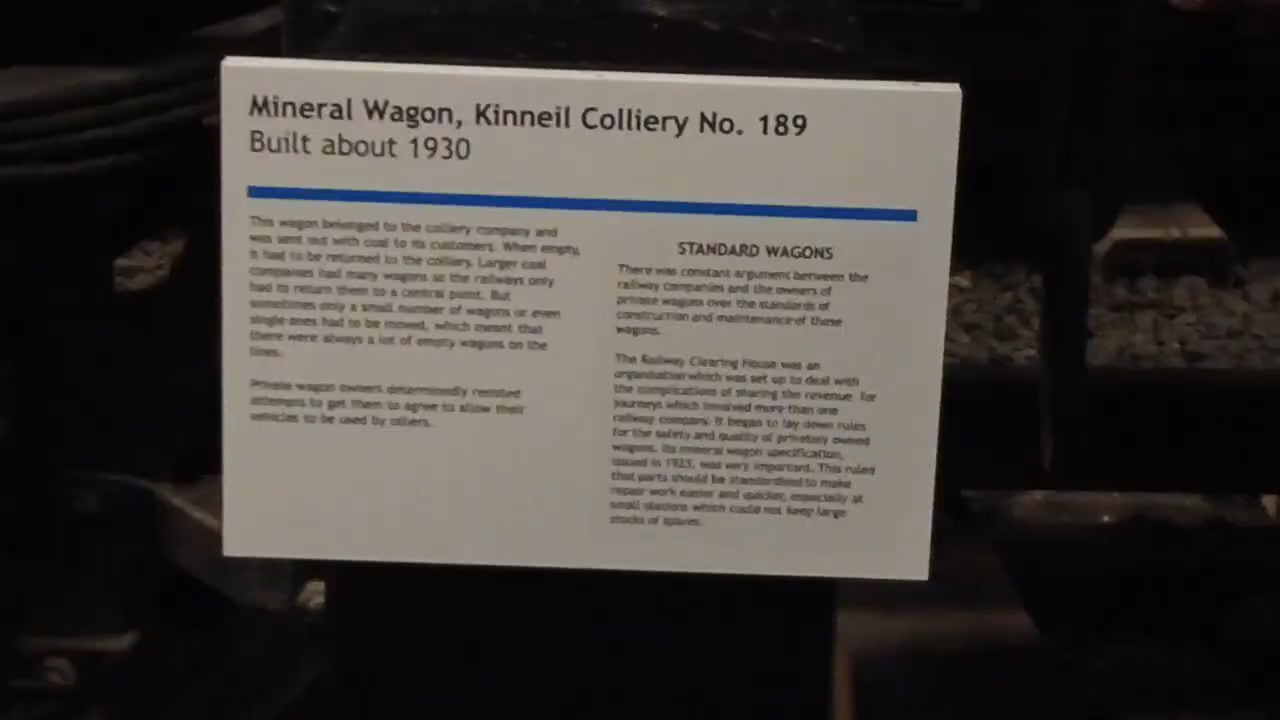 Mineral Wagon, Kinneil Colliery No. 189
Built about 1930
This wagon belonged to the colliery company and
was sent out with coal to its customers. When empty,
it had to be returned to the colliery. Larger coal
companies had many wagons so the railways only
had to return them to a central point. But
sometimes only a small number of wagons or even
single ones had to be moved, which meant that
there were always a lot of empty wagons on the
lines.
Private wagon owners determinedly resisted
attempts to get them to agree to allow their
vehicles to be used by others.
STANDARD WAGONS
There was constant argument between the
railway companies and the owners of
private wagons over the standards of
construction and maintenance of these
wagons.
The Railway Clearing House was an
organisation which was set up to deal with
the complications of sharing the revenue for
journeys which involved more than one
railway company. It began to lay down rules
for the safety and quality of privately owned
wagons. Its mineral wagon specification,
issued in 1923, was very important. This ruled
that parts should be standardised to make
repair work easier and quicker, especially at
small stations which could not keep large
stocks of spares.